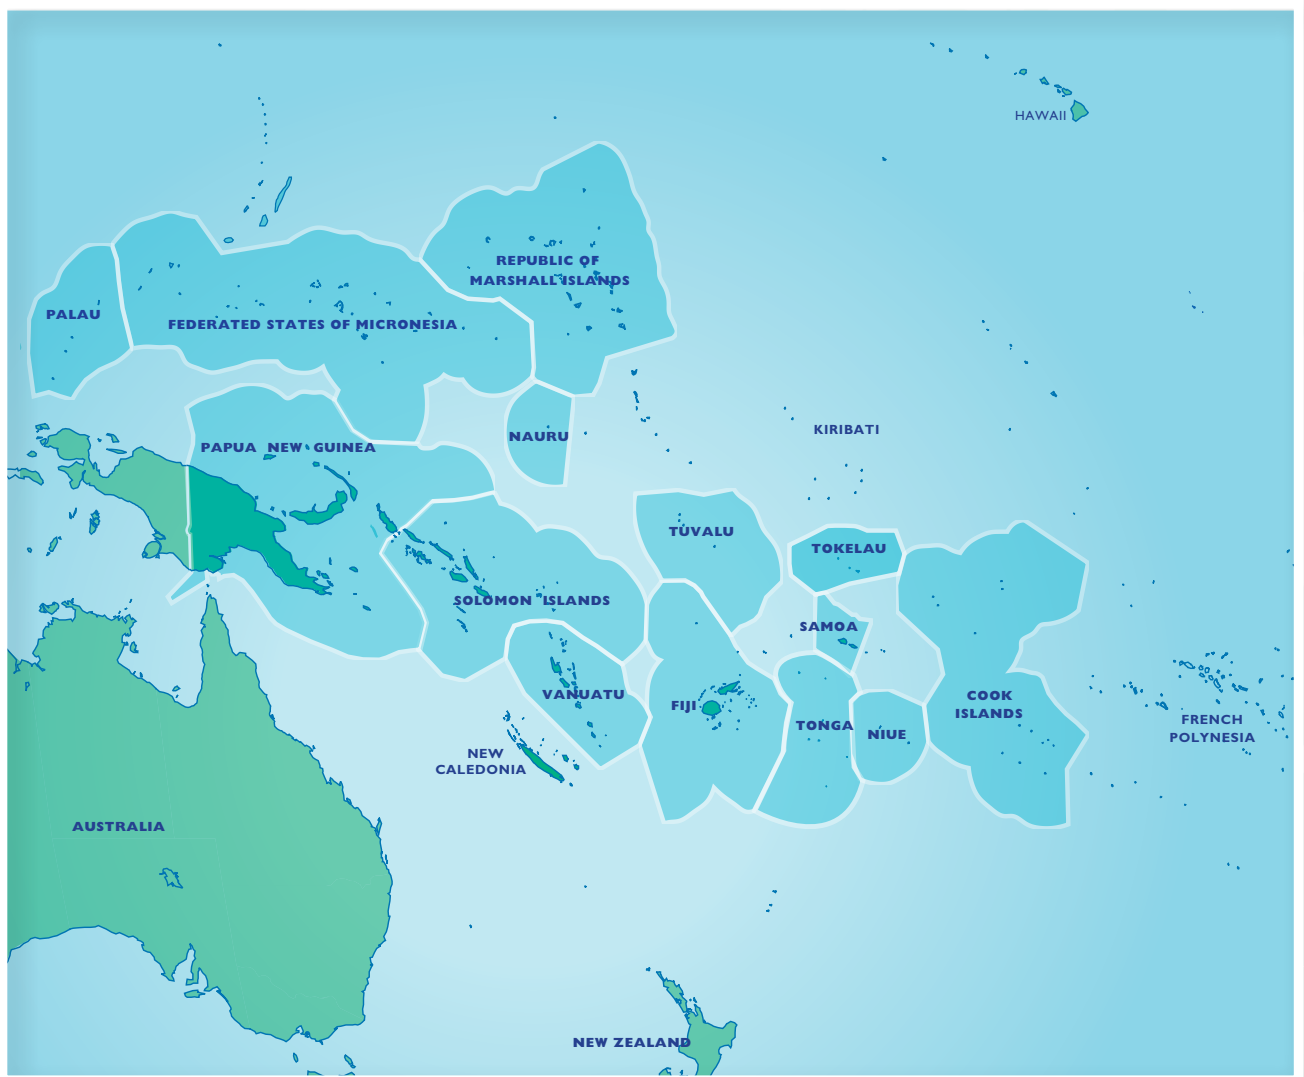 HAWAII
REPUBLIC OF
MARSHALL ISLANDS
PALAU
FEDERATED STATES OF MICRONESIA
KIRIBATI
NAURU
PAPUA NEW GUINEA
TUVALU
TOKELAU
SOLOMON ISLANDS
SAMOA
VANUATU
COOK
ISLANDS
FIJI
TONGA
NIUE
FRENCH
POLYNESIA
NEW
CALEDONIA
AUSTRALIA
NEW ZEALAND